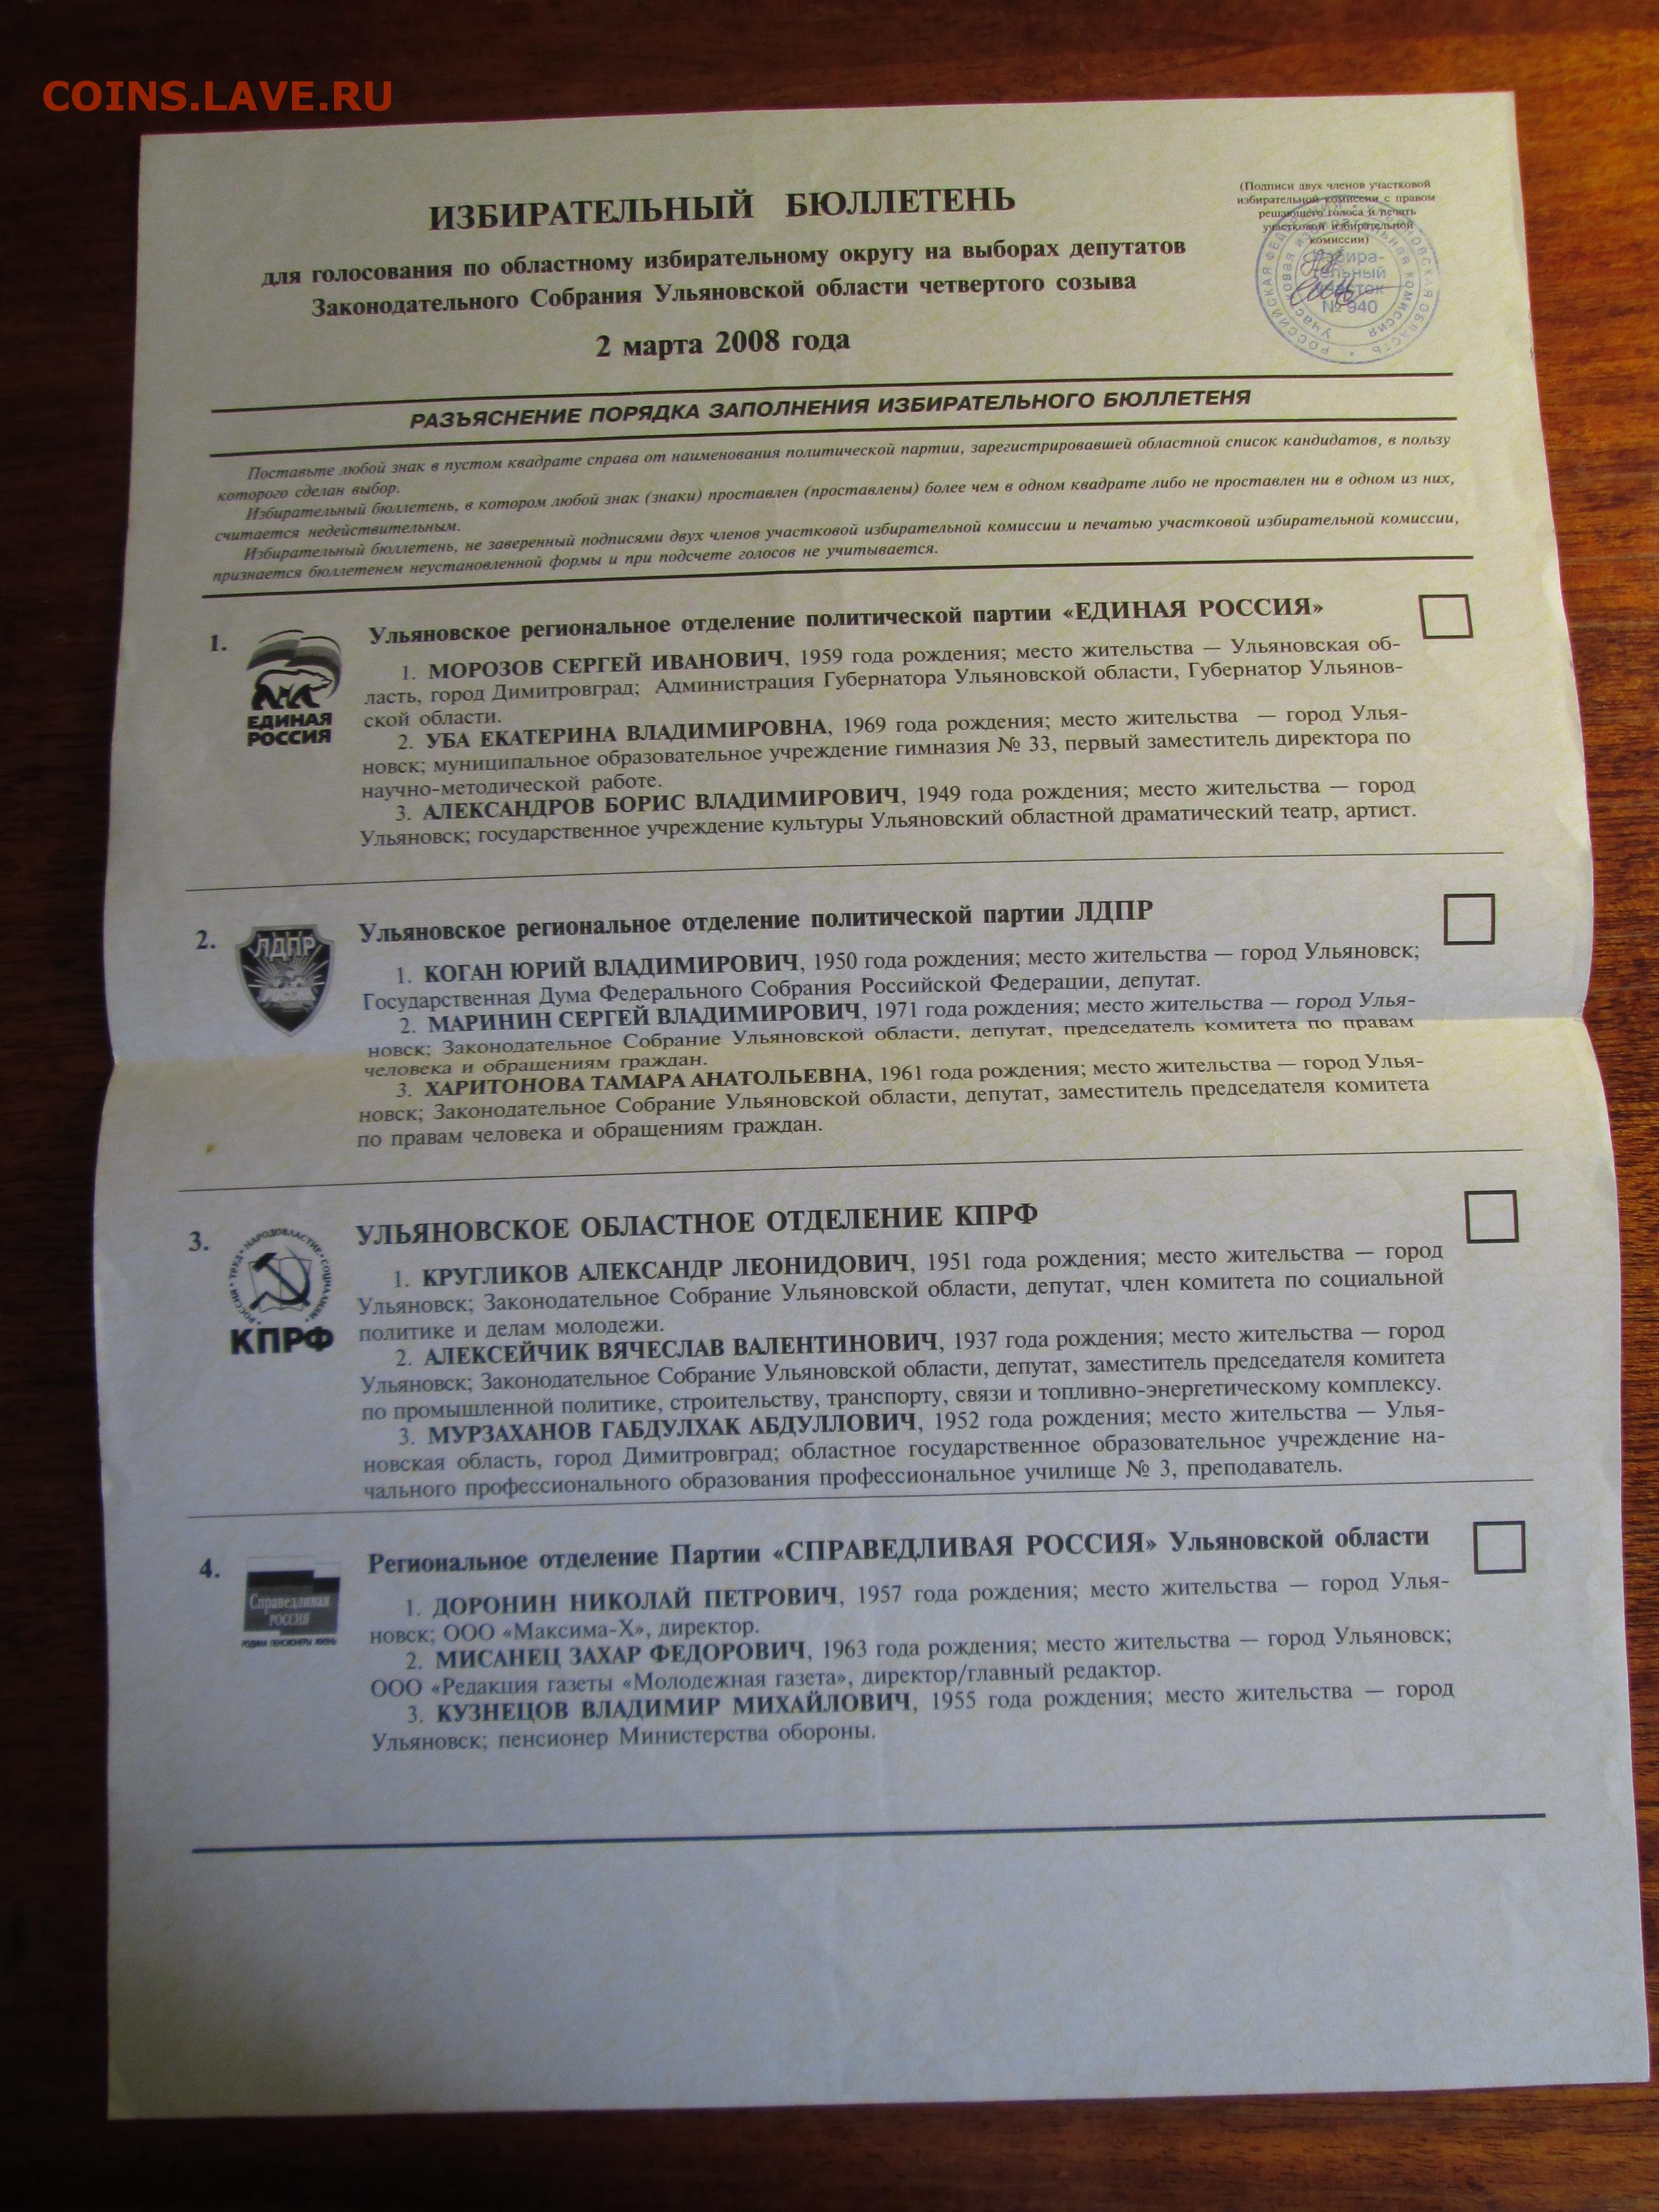 COINS.LAVE.RU
ИЗБИРАТЕЛЬНЫЙ БЮЛЛЕТЕНЬ
для голосования по областному избирательному округу на выборах депутатов
Законодательного Собрания Ульяновской области четвертого созыва
2 марта 2008 года
(Подписи двух членов участковой
избирательной комиссии с правом
решающего голоса и печать
участковой избирательной
комиссии)
РОССИЙСКАЯ ФЕДЕРАЦИЯ • УЛЬЯНОВСКАЯ ОБЛАСТЬ •
Участковая избирательная комиссия
Избира-
тельный
участок
№ 940
РАЗЪЯСНЕНИЕ ПОРЯДКА ЗАПОЛНЕНИЯ ИЗБИРАТЕЛЬНОГО БЮЛЛЕТЕНЯ
Поставьте любой знак в пустом квадрате справа от наименования политической партии, зарегистрировавшей областной список кандидатов, в пользу
которого сделан выбор.
Избирательный бюллетень, в котором любой знак (знаки) проставлен (проставлены) более чем в одном квадрате либо не проставлен ни в одном из них,
считается недействительным.
Избирательный бюллетень, не заверенный подписями двух членов участковой избирательной комиссии и печатью участковой избирательной комиссии,
признается бюллетенем неустановленной формы и при подсчете голосов не учитывается.
1.
ЕДИНАЯ
РОССИЯ
Ульяновское региональное отделение политической партии «ЕДИНАЯ РОССИЯ»
1. МОРОЗОВ СЕРГЕЙ ИВАНОВИЧ, 1959 года рождения; место жительства — Ульяновская об-
ласть, город Димитровград; Администрация Губернатора Ульяновской области, Губернатор Ульянов-
ской области.
2. УБА ЕКАТЕРИНА ВЛАДИМИРОВНА, 1969 года рождения; место жительства — город Улья-
новск; муниципальное образовательное учреждение гимназия № 33, первый заместитель директора по
научно-методической работе.
3. АЛЕКСАНДРОВ БОРИС ВЛАДИМИРОВИЧ, 1949 года рождения; место жительства — город
Ульяновск; государственное учреждение культуры Ульяновский областной драматический театр, артист.
2.
ЛДПР
Ульяновское региональное отделение политической партии ЛДПР
1. КОГАН ЮРИЙ ВЛАДИМИРОВИЧ, 1950 года рождения; место жительства — город Ульяновск;
Государственная Дума Федерального Собрания Российской Федерации, депутат.
2. МАРИНИН СЕРГЕЙ ВЛАДИМИРОВИЧ, 1971 года рождения; место жительства — город Улья-
новск; Законодательное Собрание Ульяновской области, депутат, председатель комитета по правам
человека и обращениям граждан.
3. ХАРИТОНОВА ТАМАРА АНАТОЛЬЕВНА, 1961 года рождения; место жительства — город Улья-
новск; Законодательное Собрание Ульяновской области, депутат, заместитель председателя комитета
по правам человека и обращениям граждан.
3.
РОССИЯ • ТРУД • НАРОДОВЛАСТИЕ • СОЦИАЛИЗМ •
КПРФ
УЛЬЯНОВСКОЕ ОБЛАСТНОЕ ОТДЕЛЕНИЕ КПРФ
1. КРУГЛИКОВ АЛЕКСАНДР ЛЕОНИДОВИЧ, 1951 года рождения; место жительства — город
Ульяновск; Законодательное Собрание Ульяновской области, депутат, член комитета по социальной
политике и делам молодежи.
2. АЛЕКСЕЙЧИК ВЯЧЕСЛАВ ВАЛЕНТИНОВИЧ, 1937 года рождения; место жительства — город
Ульяновск; Законодательное Собрание Ульяновской области, депутат, заместитель председателя комитета
по промышленной политике, строительству, транспорту, связи и топливно-энергетическому комплексу.
3. МУРЗАХАНОВ ГАБДУЛХАК АБДУЛЛОВИЧ, 1952 года рождения; место жительства — Улья-
новская область, город Димитровград; областное государственное образовательное учреждение на-
чального профессионального образования профессиональное училище № 3, преподаватель.
4.
Справедливая
РОССИЯ
РОДИНА ПЕНСИОНЕРЫ ЖИЗНЬ
Региональное отделение Партии «СПРАВЕДЛИВАЯ РОССИЯ» Ульяновской области
1. ДОРОНИН НИКОЛАЙ ПЕТРОВИЧ, 1957 года рождения; место жительства — город Улья-
новск; ООО «Максима-Х», директор.
2. МИСАНЕЦ ЗАХАР ФЕДОРОВИЧ, 1963 года рождения; место жительства — город Ульяновск;
ООО «Редакция газеты «Молодежная газета», директор/главный редактор.
3. КУЗНЕЦОВ ВЛАДИМИР МИХАЙЛОВИЧ, 1955 года рождения; место жительства — город
Ульяновск; пенсионер Министерства обороны.